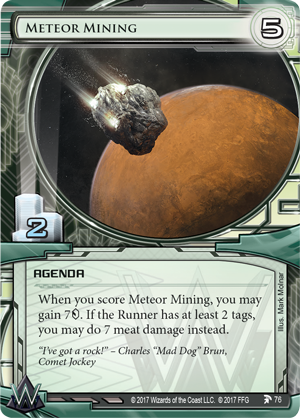 Meteor Mining
5
2
AGENDA
When you score Meteor Mining, you may
gain 7. If the Runner has at least 2 tags,
you may do 7 meat damage instead.
“I’ve got a rock!” – Charles “Mad Dog” Brun,
Comet Jockey
Illus. Mark Molnar
© 2017 Wizards of the Coast LLC. © 2017 FFG
76